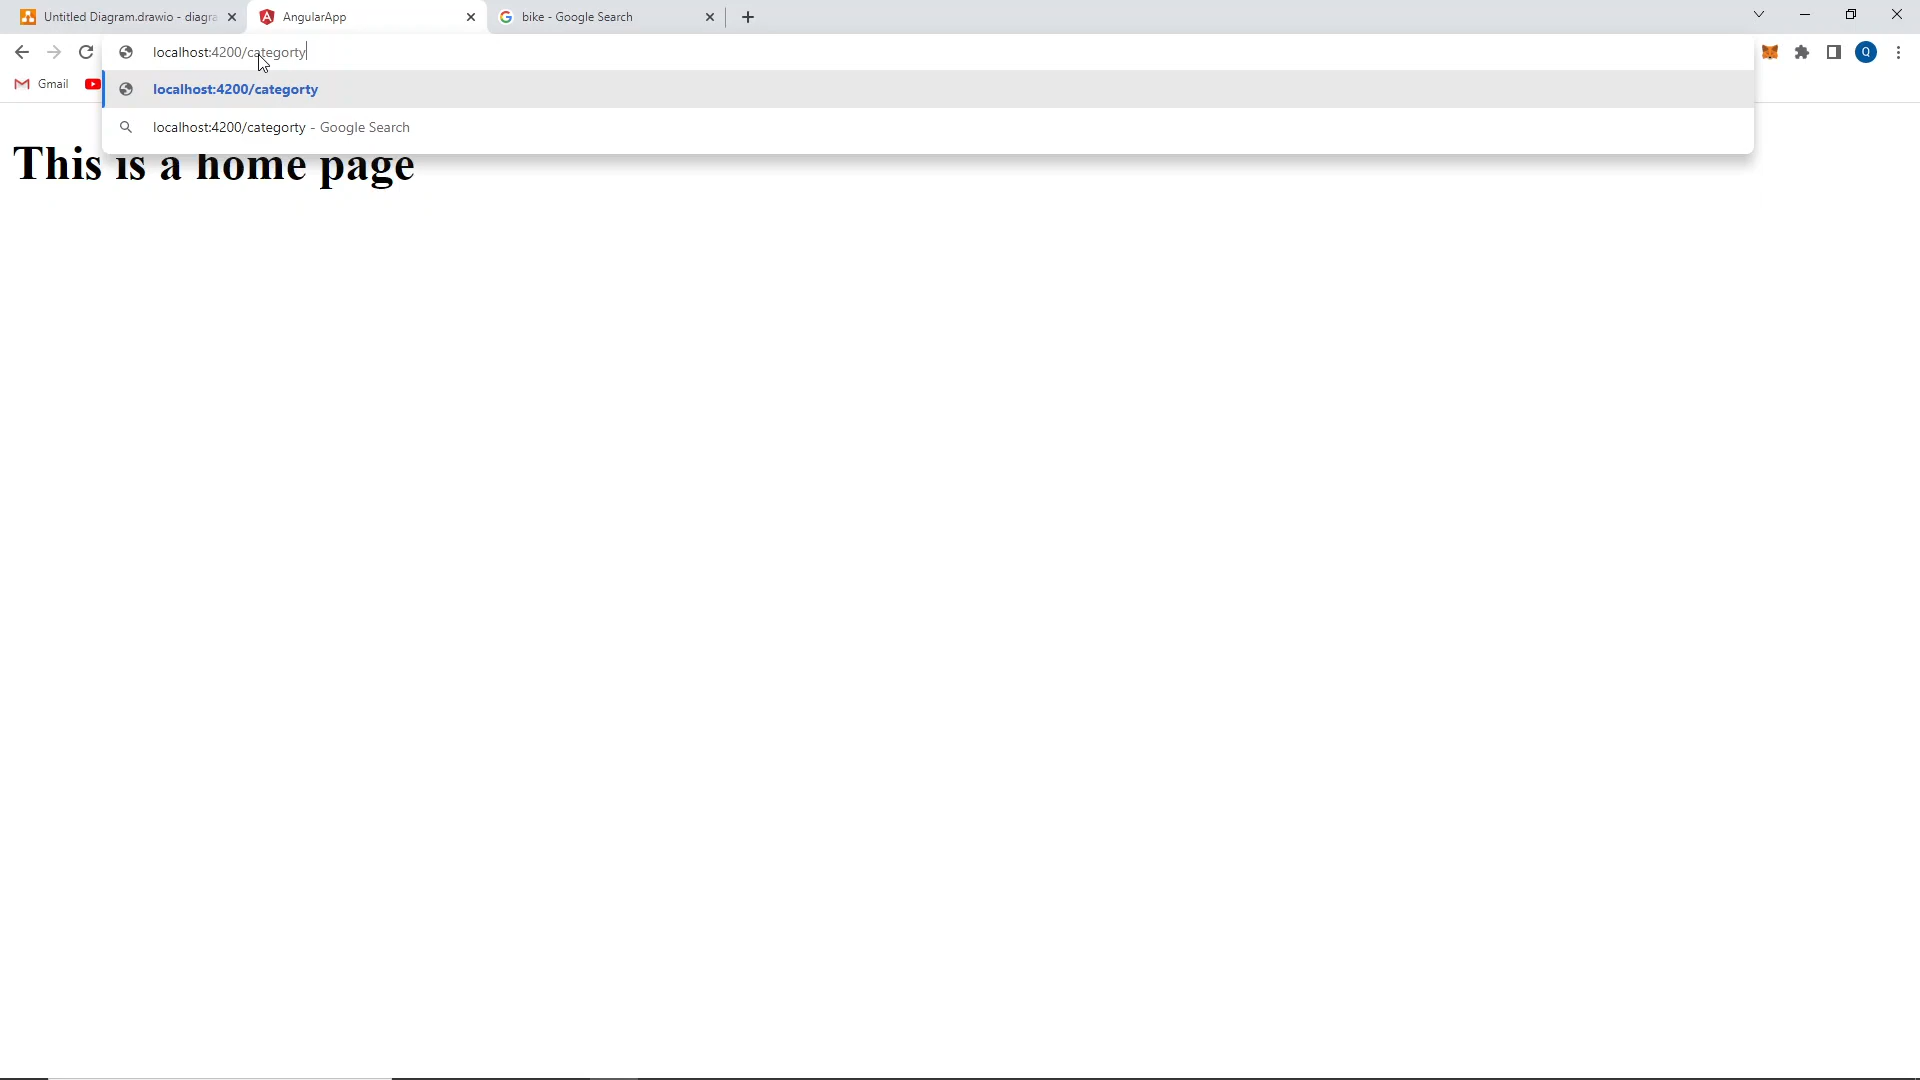 Untitled Diagram.drawio - diagra
AngularApp
bike - Google Search
localhost:4200/categorty
Q
Gmail
localhost:4200/categorty
localhost:4200/categorty - Google Search
This is a home page